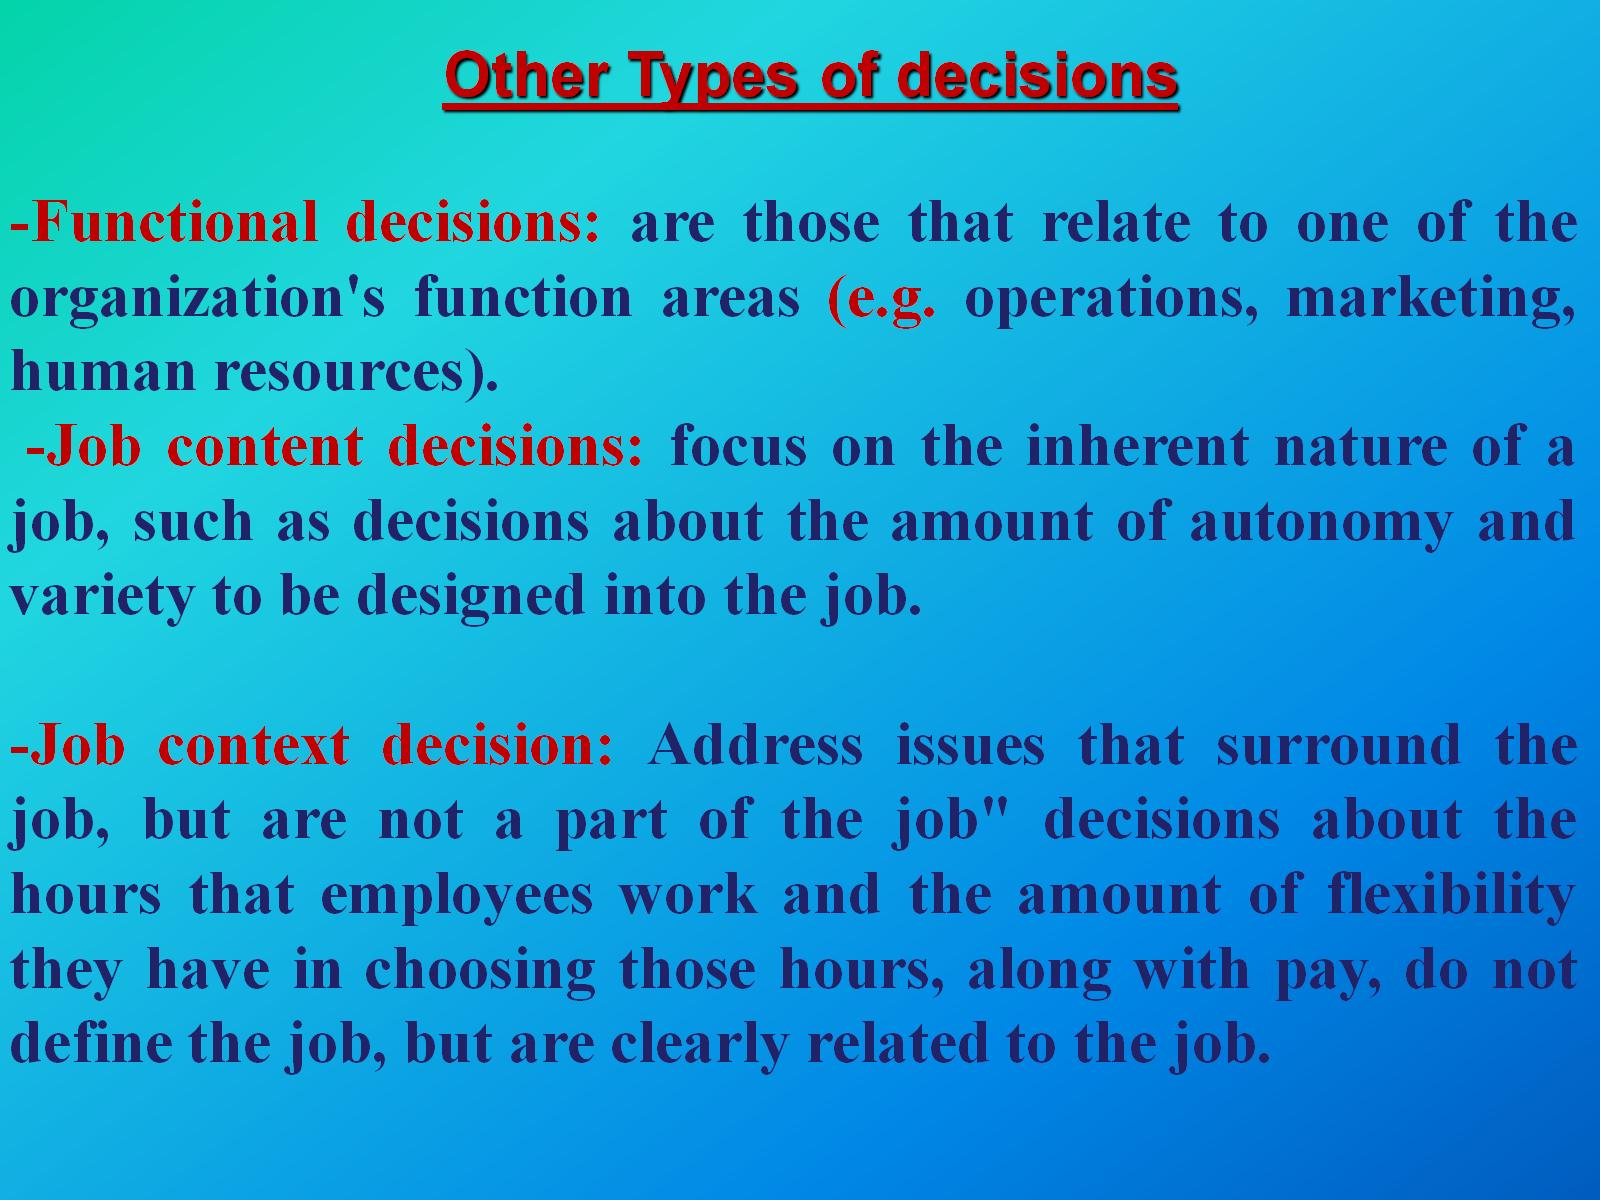 Other Types of decisions
-Functional decisions: are those that relate to one of the
organization's function areas (e.g. operations, marketing,
human resources).
-Job content decisions: focus on the inherent nature of a
job, such as decisions about the amount of autonomy and
variety to be designed into the job.
-Job context decision: Address issues that surround the
job, but are not a part of the job" decisions about the
hours that employees work and the amount of flexibility
they have in choosing those hours, along with pay, do not
define the job, but are clearly related to the job.